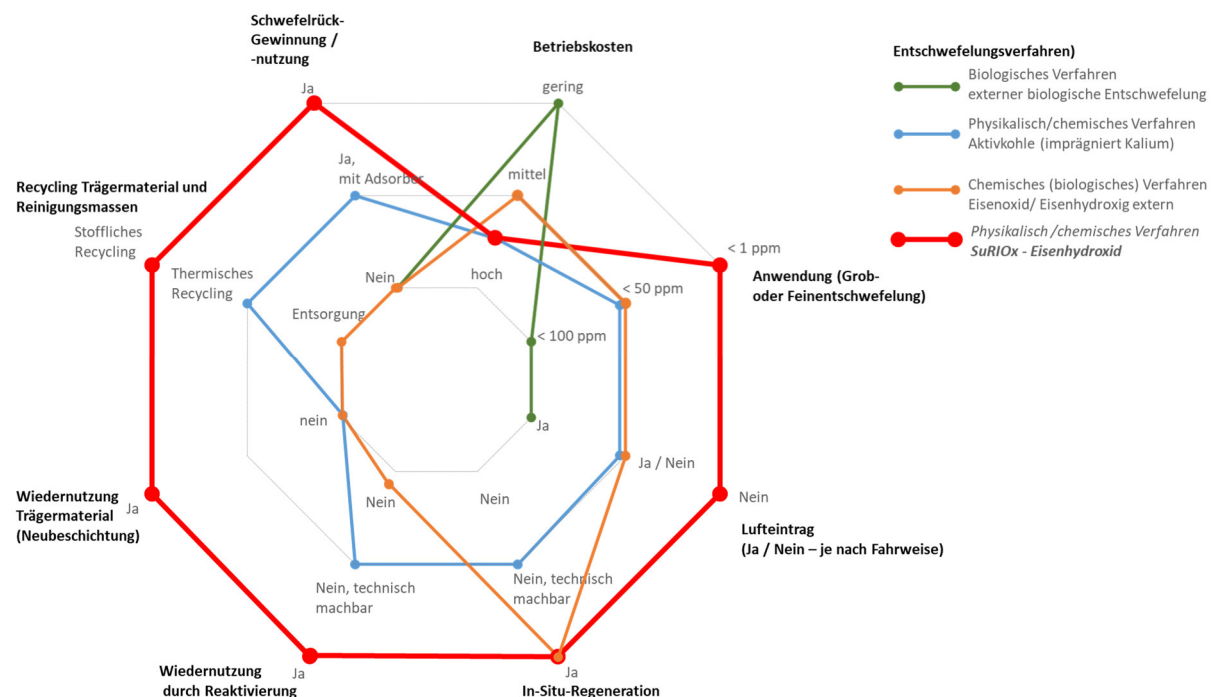 Schwefelrück-
Gewinnung /
-nutzung
Ja
Betriebskosten
gering
Entschwefelungsverfahren)
Biologisches Verfahren
externer biologische Entschwefelung
Physikalisch/chemisches Verfahren
Aktivkohle (imprägniert Kalium)
Chemisches (biologisches) Verfahren
Eisenoxid/ Eisenhydroxig extern
Physikalisch /chemisches Verfahren
SuRIOx - Eisenhydroxid
Ja,
mit Adsorber
mittel
Recycling Trägermaterial und
Reinigungsmassen
Stoffliches
Recycling
Thermisches
Recycling
Nein
hoch
< 1 ppm
Anwendung (Grob-
oder Feinentschwefelung)
< 50 ppm
Entsorgung
< 100 ppm
nein
Ja
Ja / Nein
Nein
Nein
Nein
Wiedernutzung
Trägermaterial
(Neubeschichtung)
Ja
Lufteintrag
(Ja / Nein – je nach Fahrweise)
Nein, technisch
machbar
Nein, technisch
machbar
Ja
Wiedernutzung
durch Reaktivierung
Ja
In-Situ-Regeneration